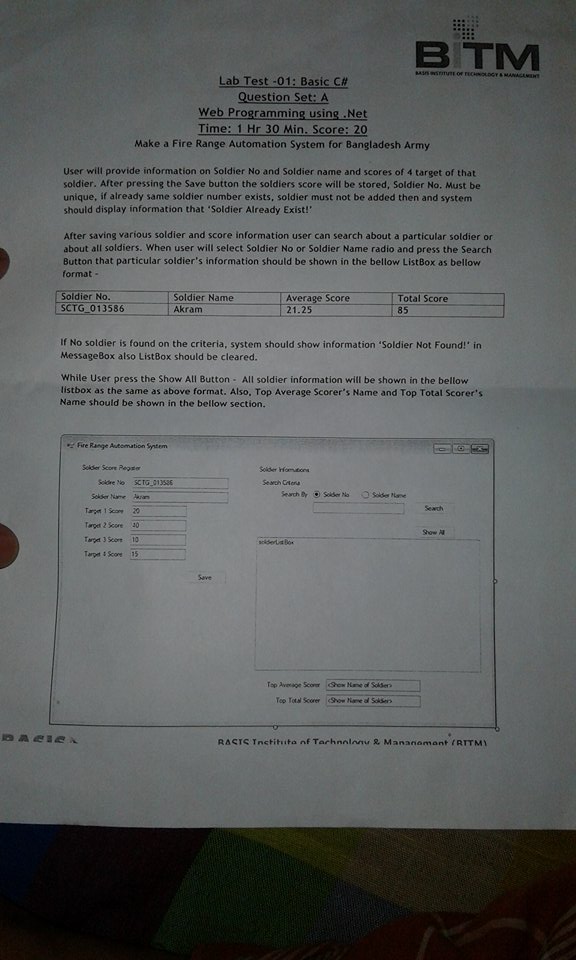 BiTM
BASIS INSTITUTE OF TECHNOLOGY & MANAGEMENT
Lab Test -01: Basic C#
Question Set: A
Web Programming using .Net
Time: 1 Hr 30 Min. Score: 20
Make a Fire Range Automation System for Bangladesh Army
User will provide information on Soldier No and Soldier name and scores of 4 target of that
soldier. After pressing the Save button the soldiers score will be stored, Soldier No. Must be
unique, if already same soldier number exists, soldier must not be added then and system
should display information that 'Soldier Already Exist!'
After saving various soldier and score information user can search about a particular soldier or
about all soldiers. When user will select Soldier No or Soldier Name radio and press the Search
Button that particular soldier's information should be shown in the bellow ListBox as bellow
format -
Soldier No. Soldier Name Average Score Total Score
SCTG_013586 Akram 21.25 85
If No soldier is found on the criteria, system should show information 'Soldier Not Found!' in
MessageBox also ListBox should be cleared.
While User press the Show All Button - All soldier information will be shown in the bellow
listbox as the same as above format. Also, Top Average Scorer's Name and Top Total Scorer's
Name should be shown in the bellow section.
Fire Range Automation System
Soldier Score Register
Soldire No SCTG_013586
Soldier Name Akram
Target 1 Score 20
Target 2 Score 40
Target 3 Score 10
Target 4 Score 15
Save
Soldier Informations
Search Criteria
Search By Soldier No Soldier Name
Search
Show All
soldierListBox
Top Average Scorer <Show Name of Soldier>
Top Total Scorer <Show Name of Soldier>
BASIS Institute of Technology & Management (BITM)